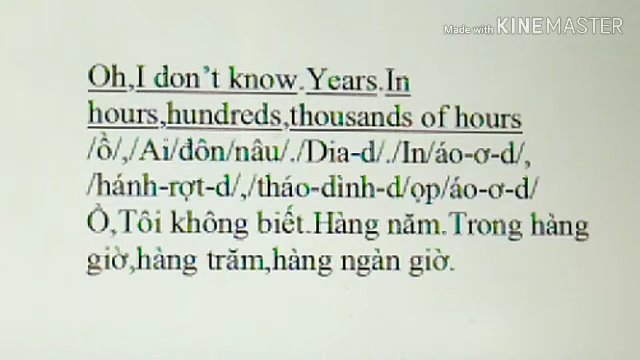 Made with KINEMASTER
Oh,I don't know.Years.In
hours,hundreds,thousands of hours
/ồ/,/Ai/đôn/nâu/./Dia-d/./In/áo-ơ-d/,
/hánh-rợt-d/,/tháo-dình-d/ọp/áo-ơ-d/
Ồ,Tôi không biết.Hàng năm.Trong hàng
giờ,hàng trăm,hàng ngàn giờ.